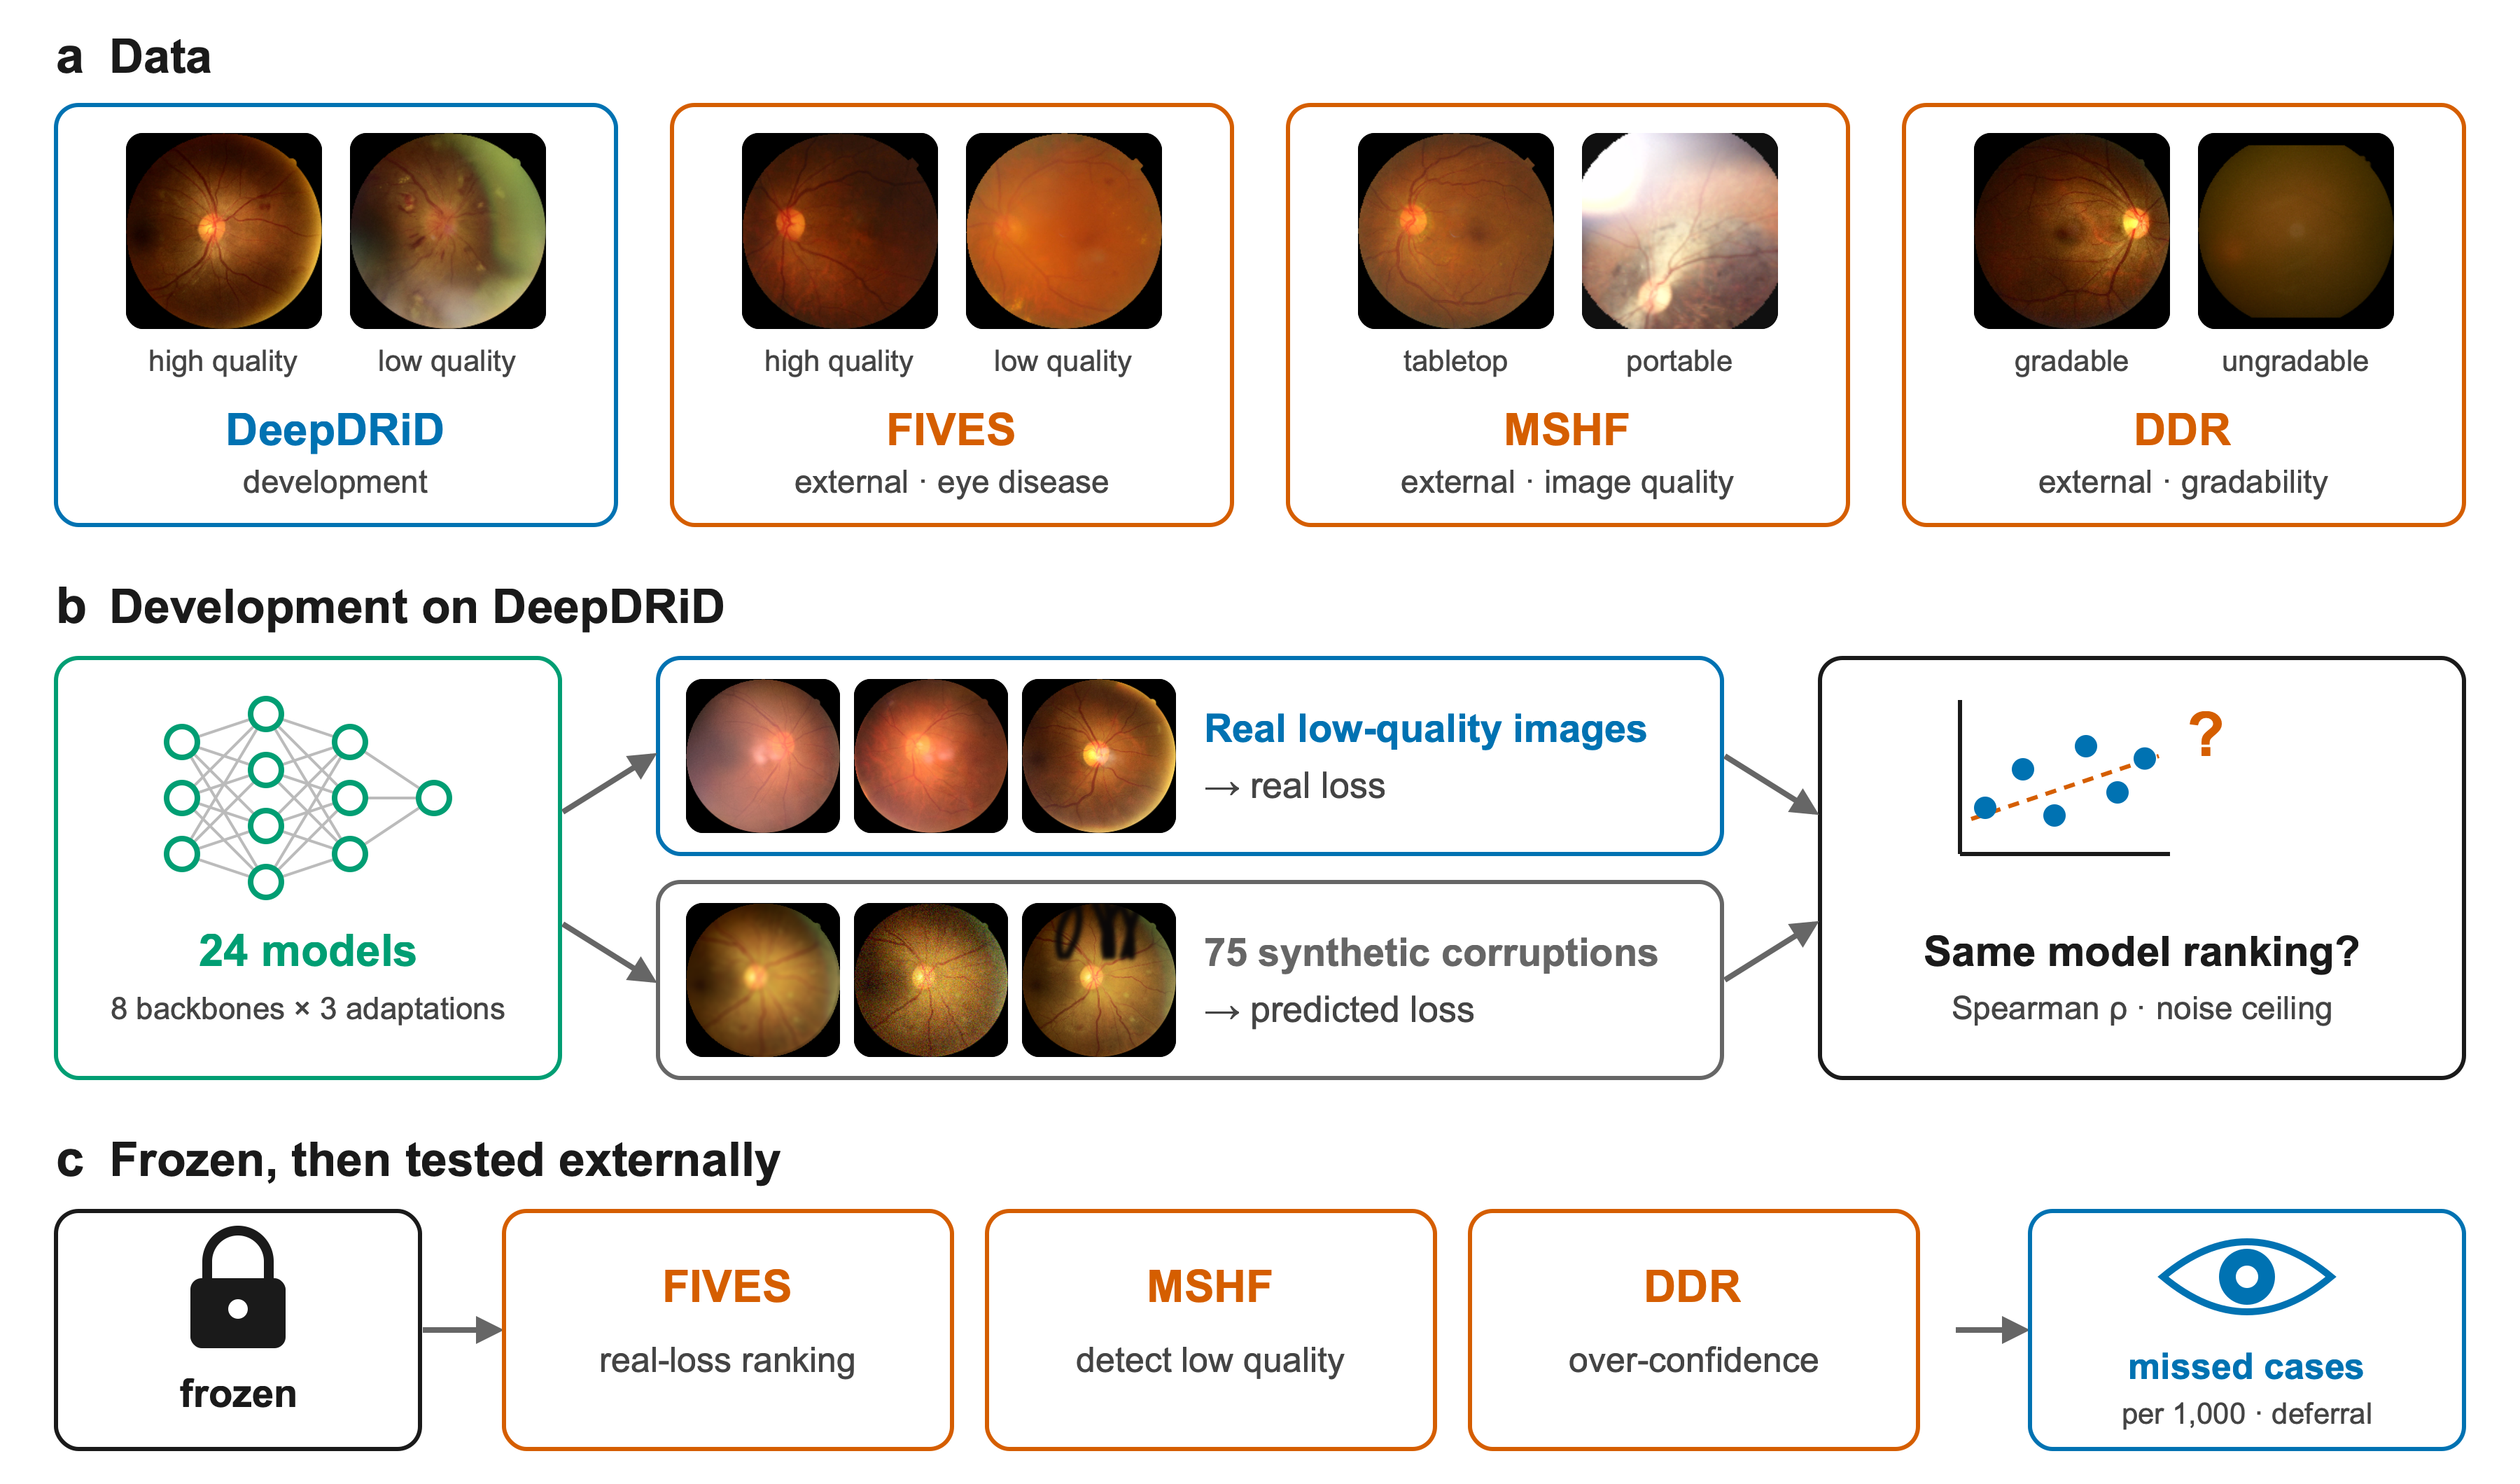 a Data
high quality
low quality
DeepDRiD
development
high quality
low quality
FIVES
external · eye disease
tabletop
portable
MSHF
external · image quality
gradable
ungradable
DDR
external · gradability
b Development on DeepDRiD
24 models
8 backbones × 3 adaptations
Real low-quality images
→ real loss
75 synthetic corruptions
→ predicted loss
?
Same model ranking?
Spearman ρ · noise ceiling
c Frozen, then tested externally
frozen
FIVES
real-loss ranking
MSHF
detect low quality
DDR
over-confidence
missed cases
per 1,000 · deferral